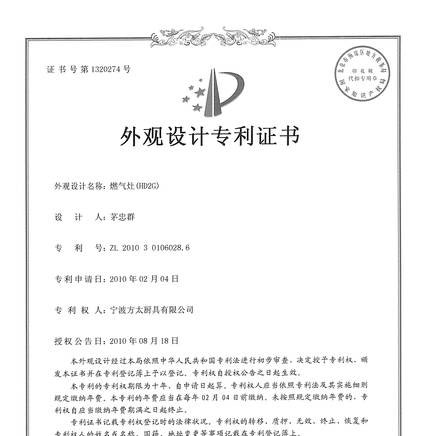 证书号第1320274号
印花税
代扣专用章
外观设计专利证书
外观设计名称：燃气灶(HD2G)
设 计 人：茅忠群
专 利 号：ZL 2010 3 0106028.6
专利申请日：2010年02月04日
专 利 权 人：宁波方太厨具有限公司
授权公告日：2010年08月18日
本外观设计经过本局依照中华人民共和国专利法进行初步审查，决定授予专利权，颁
发本证书并在专利登记簿上予以登记。专利权自授权公告之日起生效。
本专利的专利权期限为十年，自申请日起算。专利权人应当依照专利法及其实施细则
规定缴纳年费。本专利的年费应当在每年02月04日前缴纳。未按照规定缴纳年费的，专
利权自应当缴纳年费期满之日起终止。
专利证书记载专利权登记时的法律状况。专利权的转移、质押、无效、终止、恢复和
专利权人的姓名或名称、国籍、地址变更等事项记载在专利登记簿上。